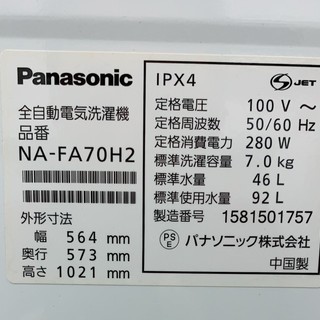 Panasonic
全自動電気洗濯機
品番
NA-FA70H2
外形寸法
幅 564 mm
奥行 573 mm
高さ 1021 mm
IPX4
S JET
定格電圧 100 V ～
定格周波数 50/60 Hz
定格消費電力 280 W
標準洗濯容量 7.0 kg
標準水量 46 L
標準使用水量 92 L
製造番号 1581501757
PS E パナソニック株式会社
中国製